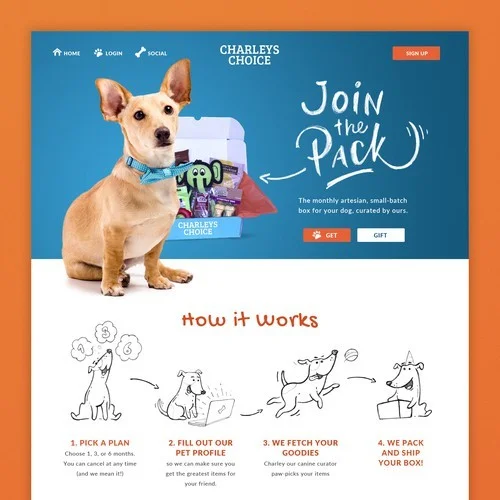 HOME
LOGIN
SOCIAL
CHARLEYS
CHOICE
SIGN UP
JOIN
the
PACK
The monthly artesian, small-batch
box for your dog, curated by ours.
GET
GIFT
CHARLEYS
CHOICE
How it Works
1 3 6
1. PICK A PLAN
Choose 1, 3, or 6 months.
You can cancel at any time
(and we mean it!)
2. FILL OUT OUR
PET PROFILE
so we can make sure you
get the greatest items for
your friend.
3. WE FETCH YOUR
GOODIES
Charley our canine curator
paw-picks your items
4. WE PACK
AND SHIP
YOUR BOX!